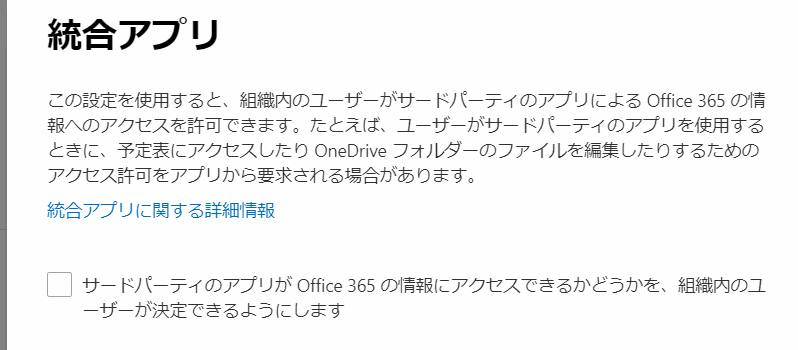 統合アプリ
この設定を使用すると、組織内のユーザーがサードパーティのアプリによる Office 365 の情
報へのアクセスを許可できます。たとえば、ユーザーがサードパーティのアプリを使用する
ときに、予定表にアクセスしたり OneDrive フォルダーのファイルを編集したりするための
アクセス許可をアプリから要求される場合があります。
統合アプリに関する詳細情報
サードパーティのアプリが Office 365 の情報にアクセスできるかどうかを、組織内のユ
ーザーが決定できるようにします